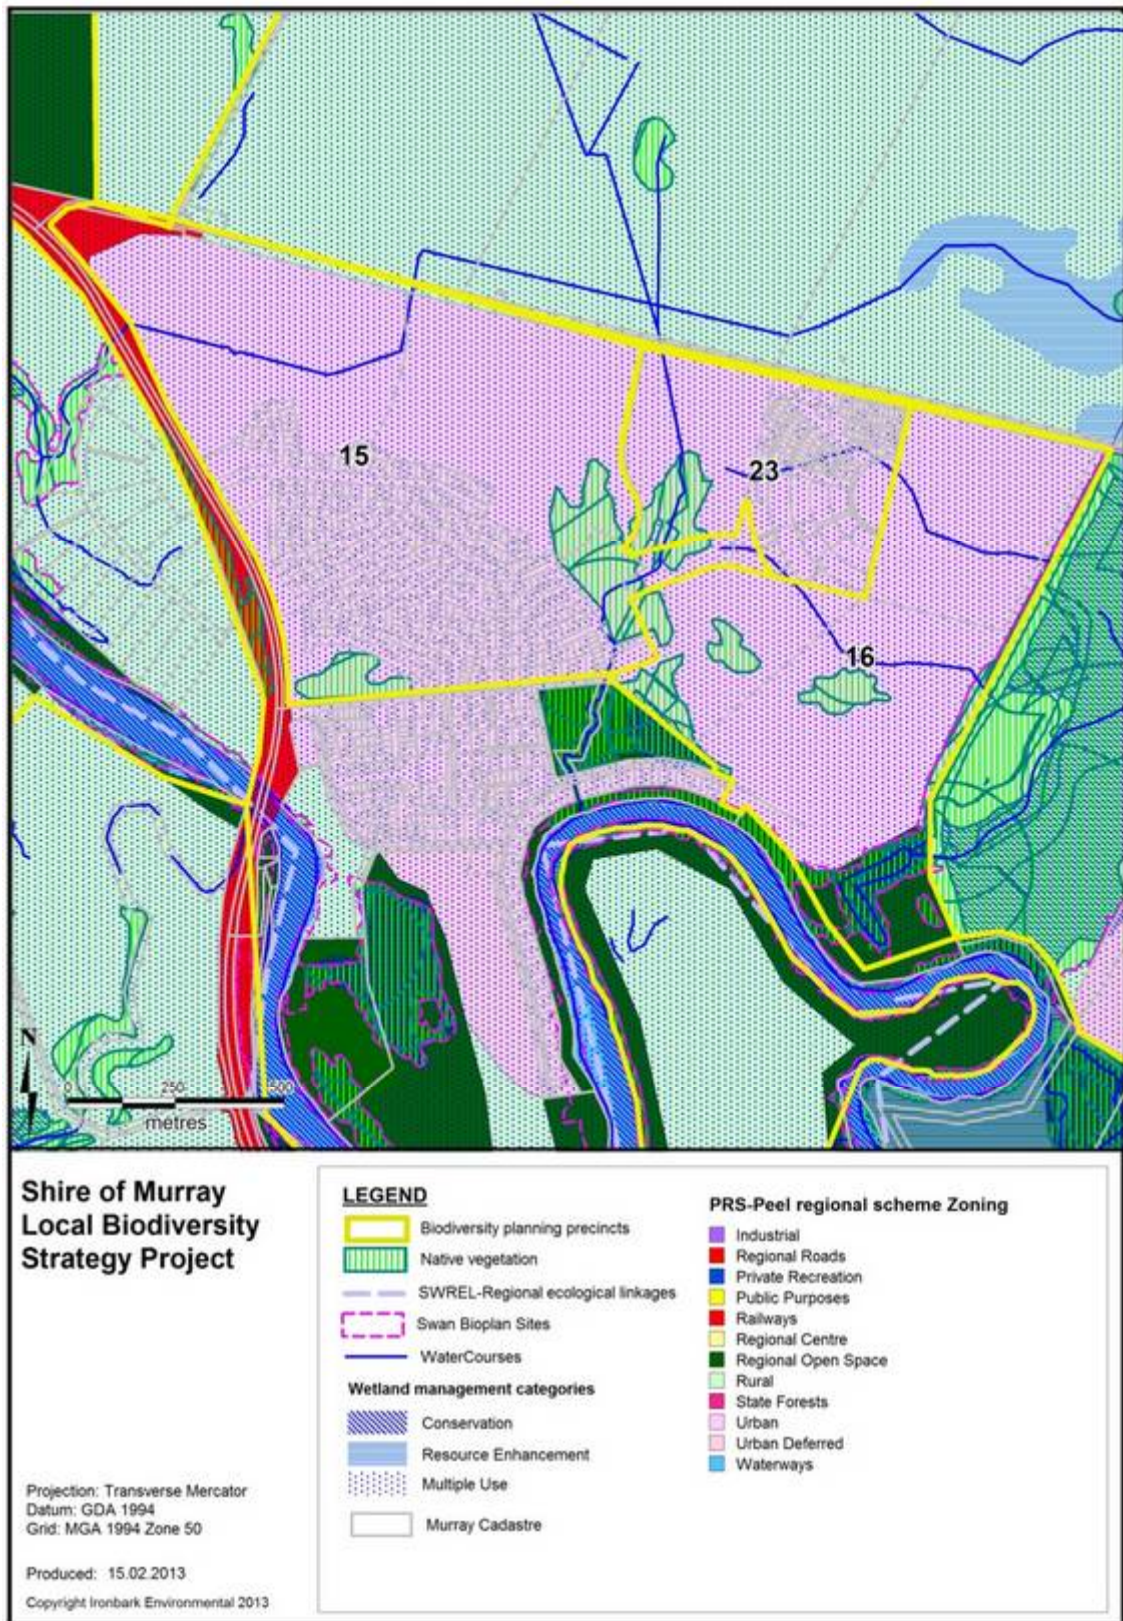 15
23
16
N
0 250 500
metres
Shire of Murray
Local Biodiversity
Strategy Project
Projection: Transverse Mercator
Datum: GDA 1994
Grid: MGA 1994 Zone 50
Produced: 15.02.2013
Copyright Ironbark Environmental 2013
LEGEND
Biodiversity planning precincts
Native vegetation
SWREL-Regional ecological linkages
Swan Bioplan Sites
WaterCourses
Wetland management categories
Conservation
Resource Enhancement
Multiple Use
Murray Cadastre
PRS-Peel regional scheme Zoning
Industrial
Regional Roads
Private Recreation
Public Purposes
Railways
Regional Centre
Regional Open Space
Rural
State Forests
Urban
Urban Deferred
Waterways